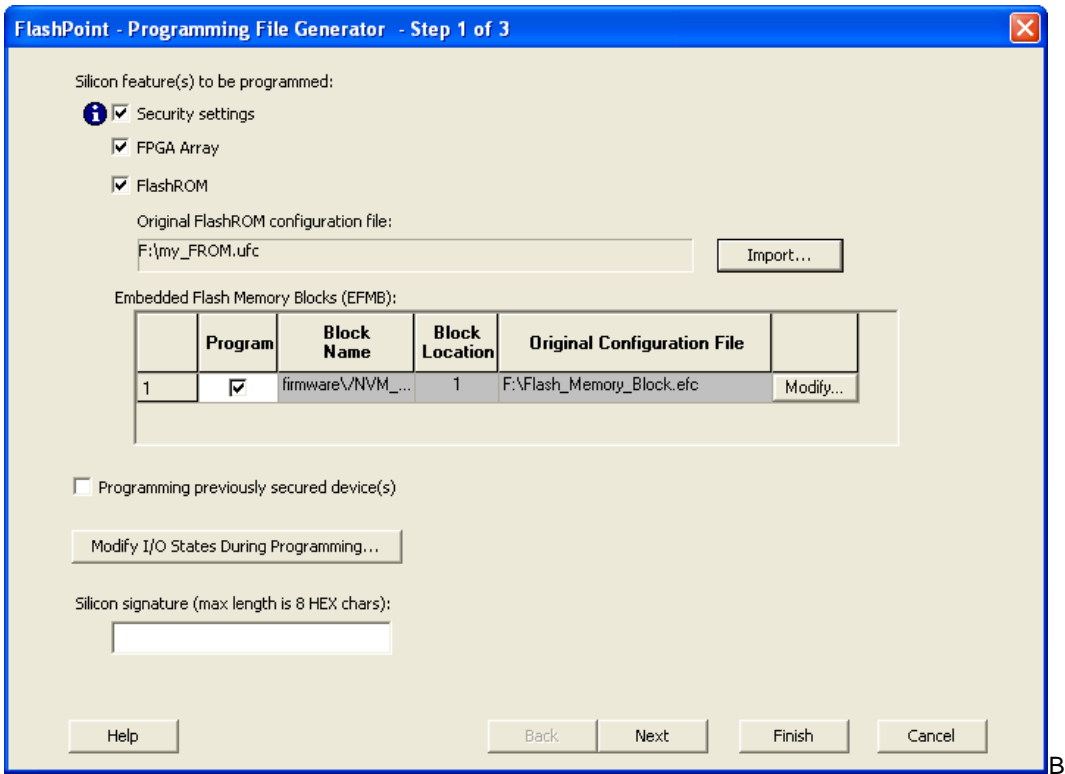 FlashPoint - Programming File Generator - Step 1 of 3
Silicon feature(s) to be programmed:
Security settings
FPGA Array
FlashROM
Original FlashROM configuration file:
F:\my_FROM.ufc
Import...
Embedded Flash Memory Blocks (EFMB):
Program Block Name Block Location Original Configuration File
1 firmware\/NVM_... 1 F:\Flash_Memory_Block.efc Modify...
Programming previously secured device(s)
Modify I/O States During Programming...
Silicon signature (max length is 8 HEX chars):
Help Back Next Finish Cancel
B